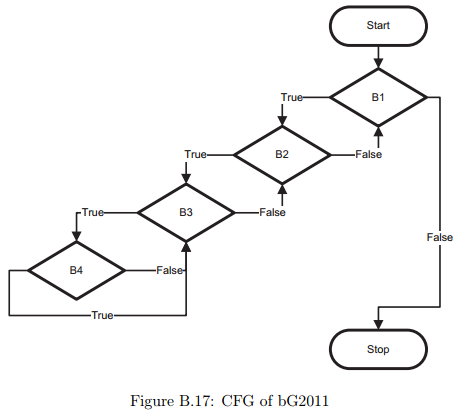 Start
True
B1
True
B2
False
True
B3
False
False
B4
False
True
Stop
Figure B.17: CFG of bG2011